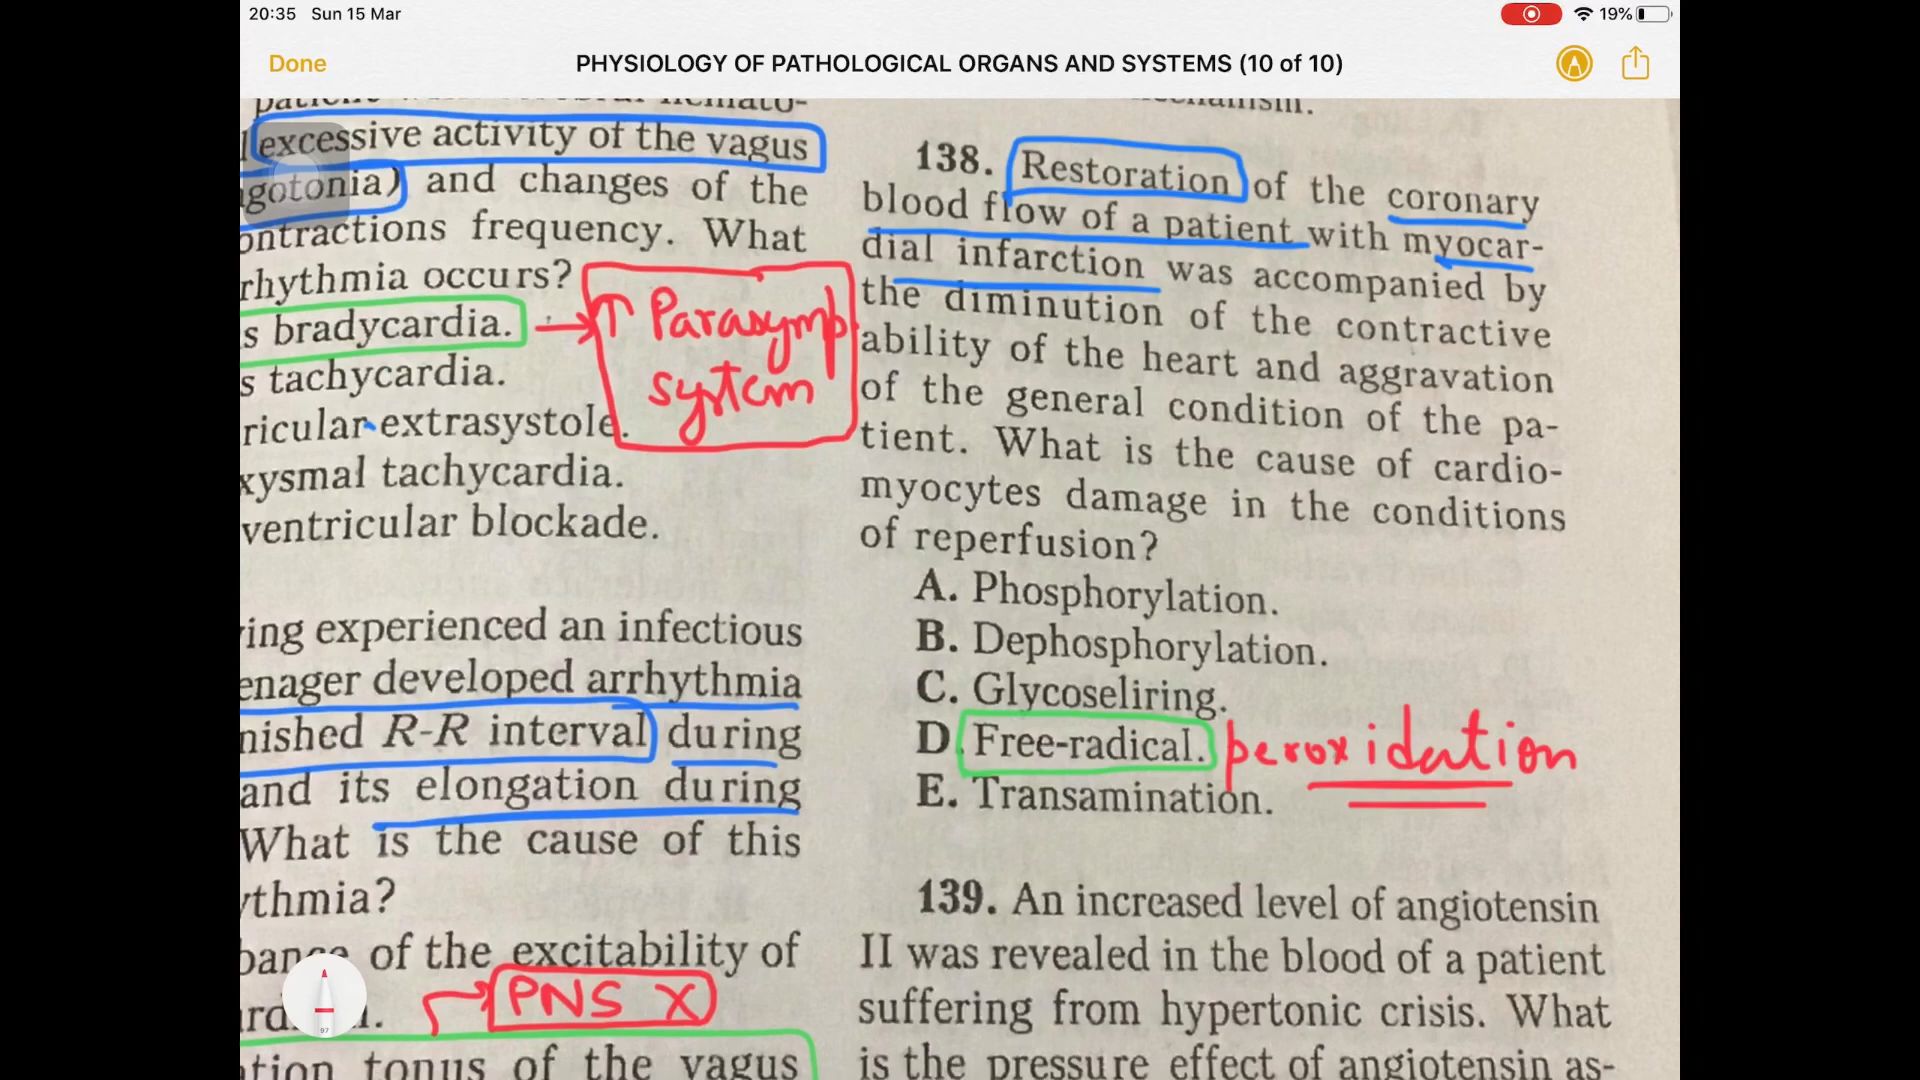 20:35 Sun 15 Mar
19%
Done
PHYSIOLOGY OF PATHOLOGICAL ORGANS AND SYSTEMS (10 of 10)
excessive activity of the vagus
gotonia) and changes of the
ontractions frequency. What
rhythmia occurs?
s bradycardia.
s tachycardia.
ricular extrasystole.
xysmal tachycardia.
ventricular blockade.
↑ Parasymp
system
ing experienced an infectious
enager developed arrhythmia
nished R-R interval during
and its elongation during
What is the cause of this
ythmia?
of the excitability of
PNS X
tion tonus of the vagus
138. Restoration of the coronary
blood flow of a patient with myocar-
dial infarction was accompanied by
the diminution of the contractive
ability of the heart and aggravation
of the general condition of the pa-
tient. What is the cause of cardio-
myocytes damage in the conditions
of reperfusion?
A. Phosphorylation.
B. Dephosphorylation.
C. Glycoseliring.
D. Free-radical. peroxidation
E. Transamination.
139. An increased level of angiotensin
II was revealed in the blood of a patient
suffering from hypertonic crisis. What
is the pressure effect of angiotensin as-